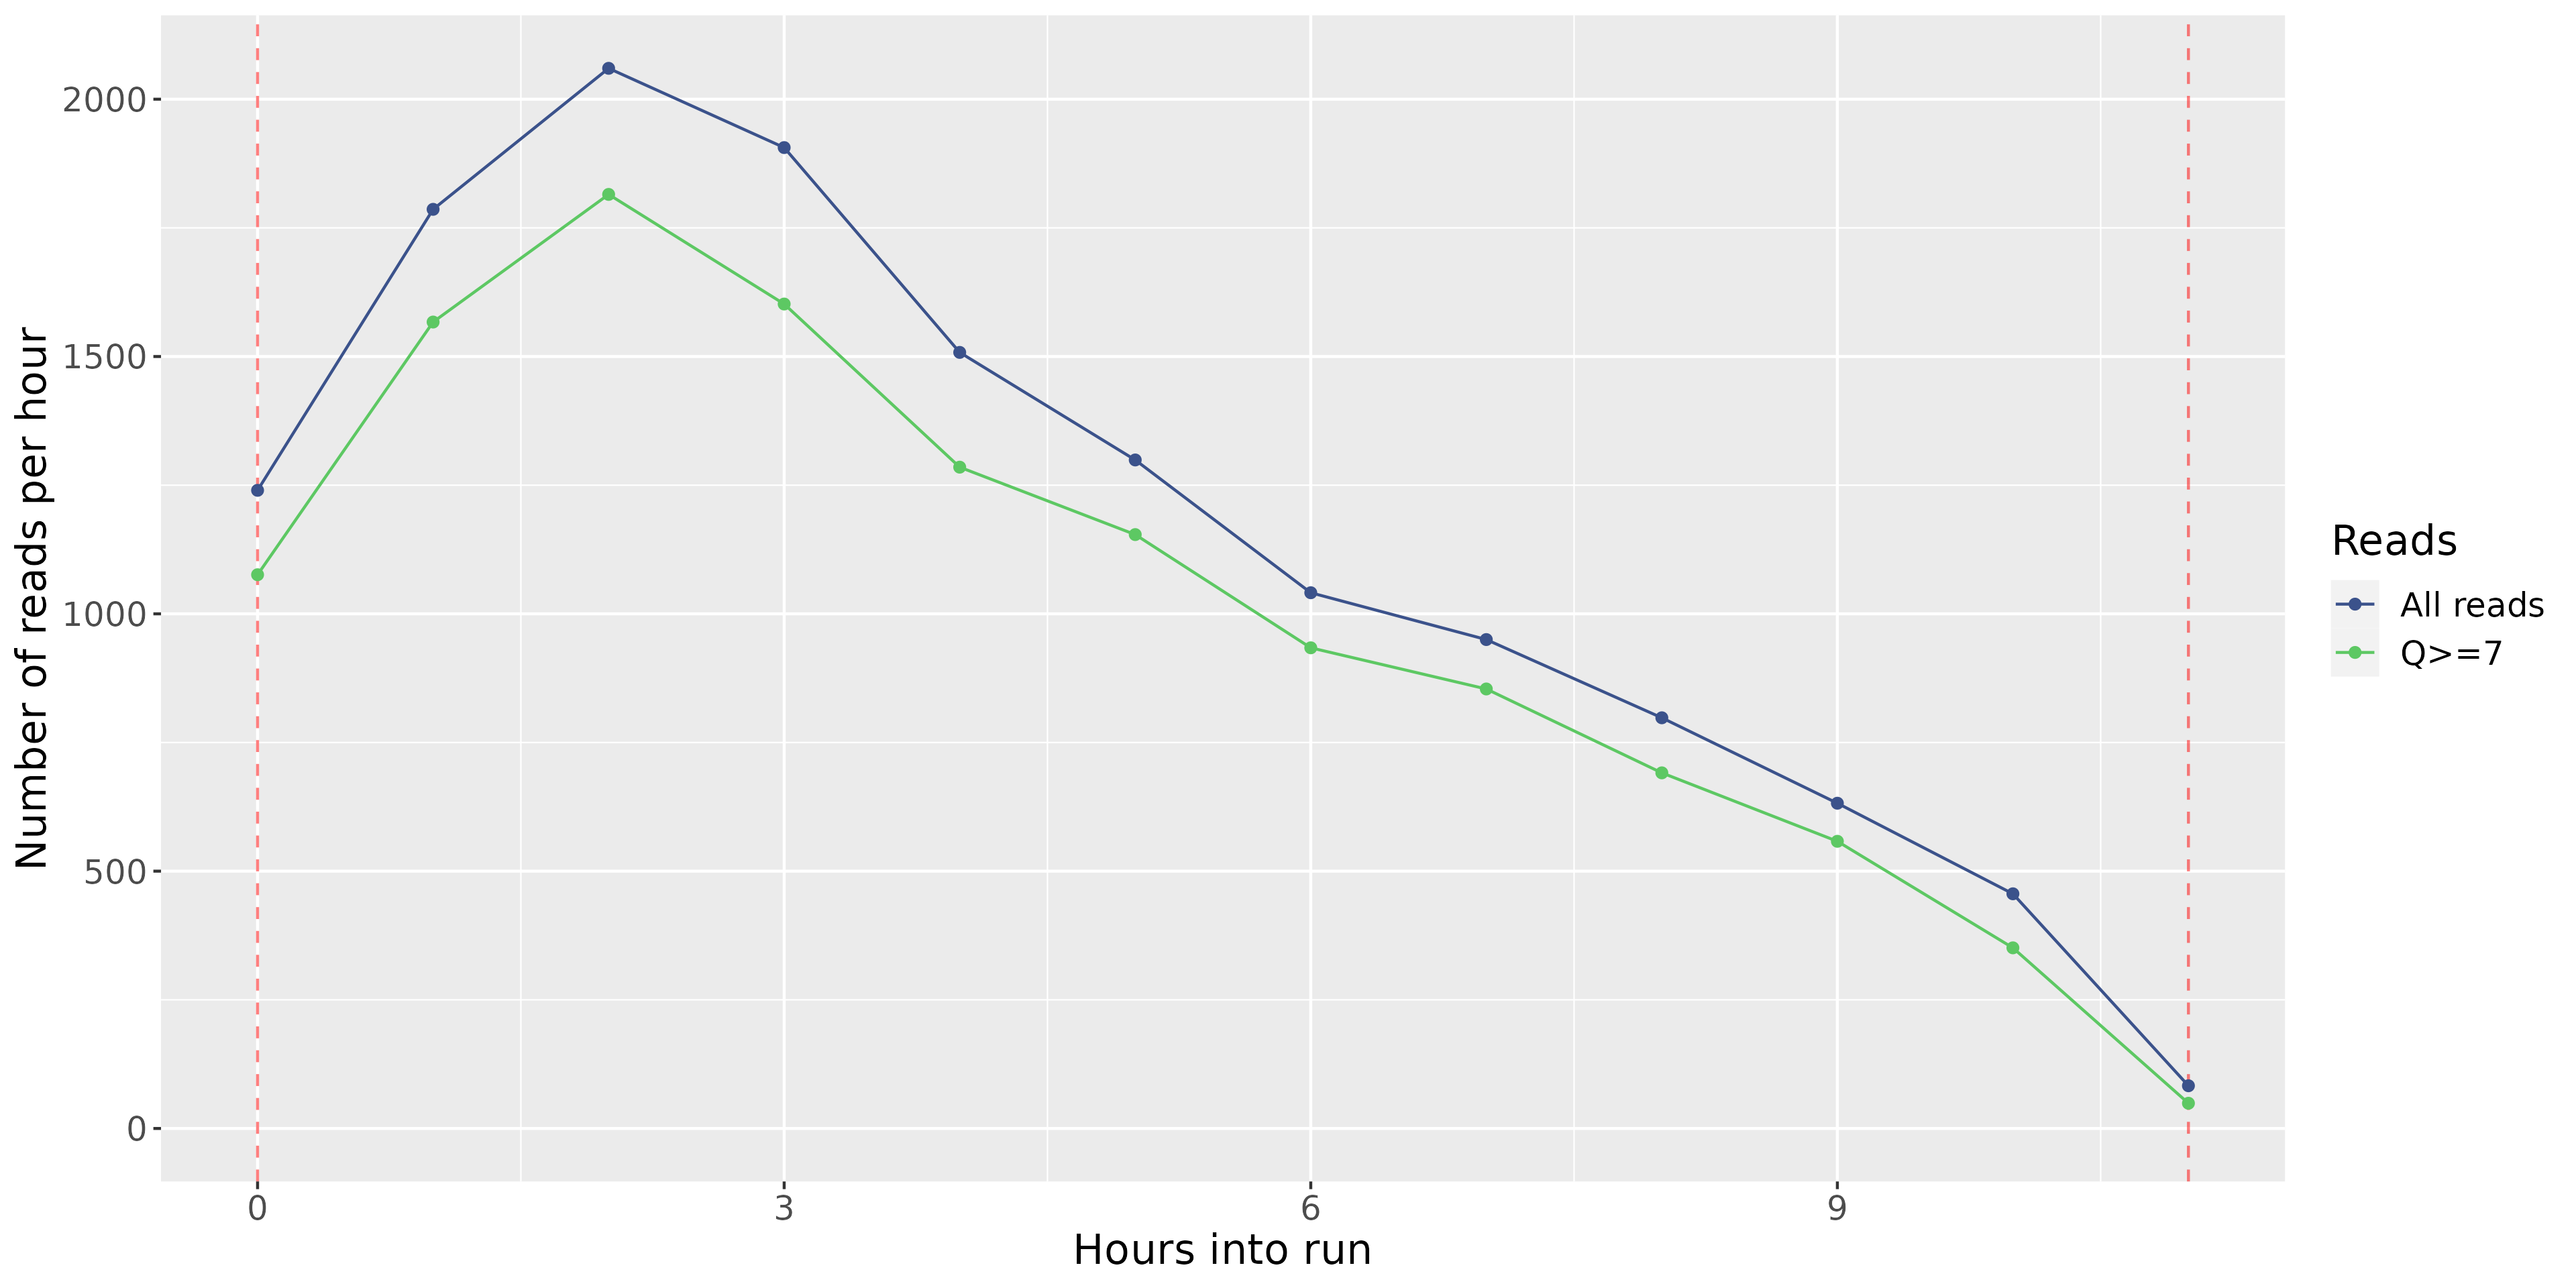 Number of reads per hour
2000
1500
1000
500
0
0 3 6 9
Hours into run
Reads
All reads
Q>=7